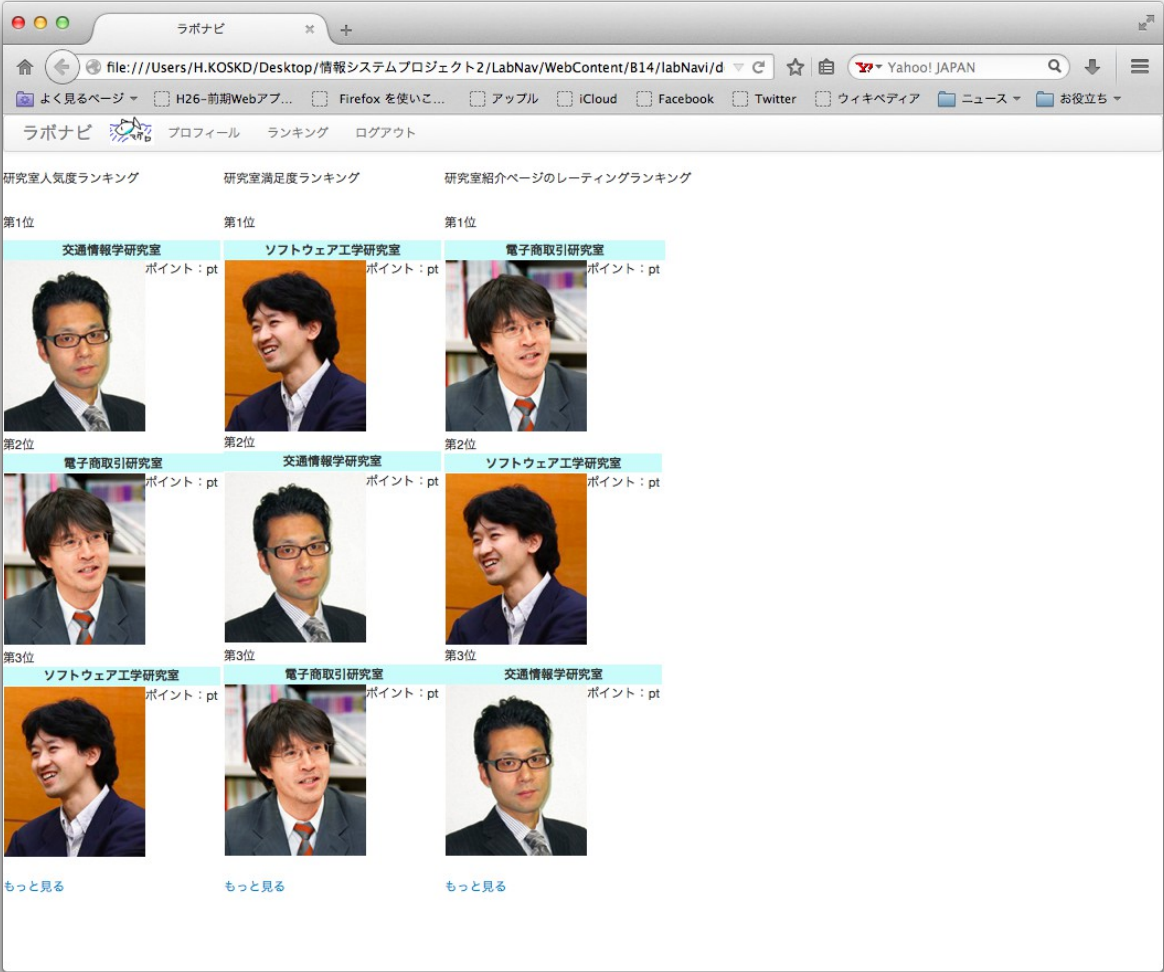 ラボナビ
file:///Users/H.KOSKD/Desktop/情報システムプロジェクト2/LabNav/WebContent/B14/labNavi/d
Yahoo! JAPAN
よく見るページ
H26-前期Webアプ...
Firefox を使いこ...
アップル
iCloud
Facebook
Twitter
ウィキペディア
ニュース
お役立ち
ラボナビ
プロフィール
ランキング
ログアウト
研究室人気度ランキング
第1位
交通情報学研究室
ポイント：pt
第2位
電子商取引研究室
ポイント：pt
第3位
ソフトウェア工学研究室
ポイント：pt
もっと見る
研究室満足度ランキング
第1位
ソフトウェア工学研究室
ポイント：pt
第2位
交通情報学研究室
ポイント：pt
第3位
電子商取引研究室
ポイント：pt
もっと見る
研究室紹介ページのレーティングランキング
第1位
電子商取引研究室
ポイント：pt
第2位
ソフトウェア工学研究室
ポイント：pt
第3位
交通情報学研究室
ポイント：pt
もっと見る